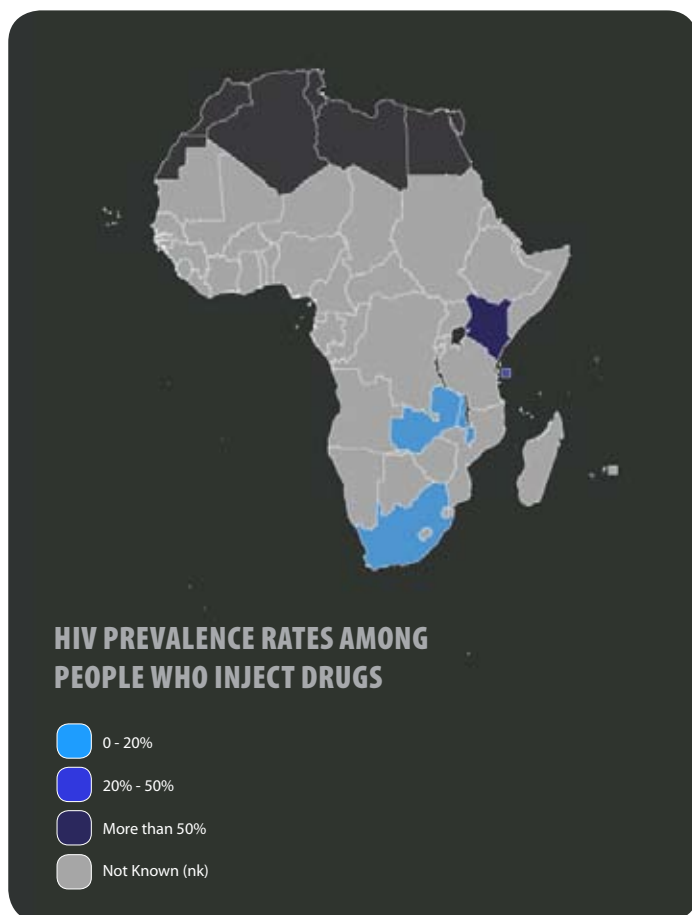 HIV PREVALENCE RATES AMONG
PEOPLE WHO INJECT DRUGS
0 - 20%
20% - 50%
More than 50%
Not Known (nk)